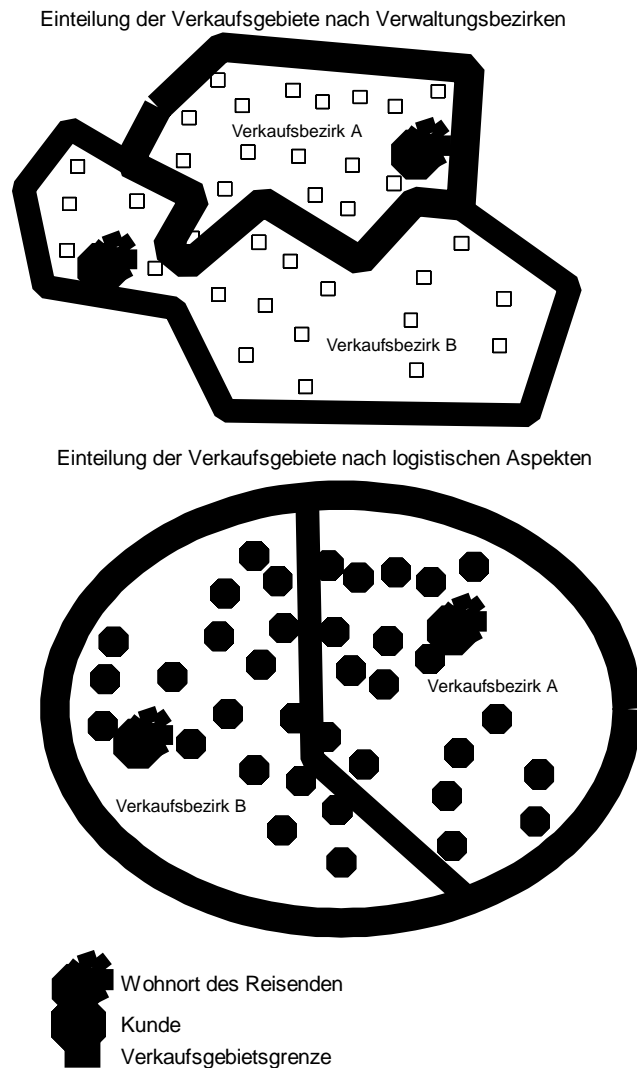 Einteilung der Verkaufsgebiete nach Verwaltungsbezirken
Verkaufsbezirk A
Verkaufsbezirk B
Einteilung der Verkaufsgebiete nach logistischen Aspekten
Verkaufsbezirk A
Verkaufsbezirk B
Wohnort des Reisenden
Kunde
Verkaufsgebietsgrenze